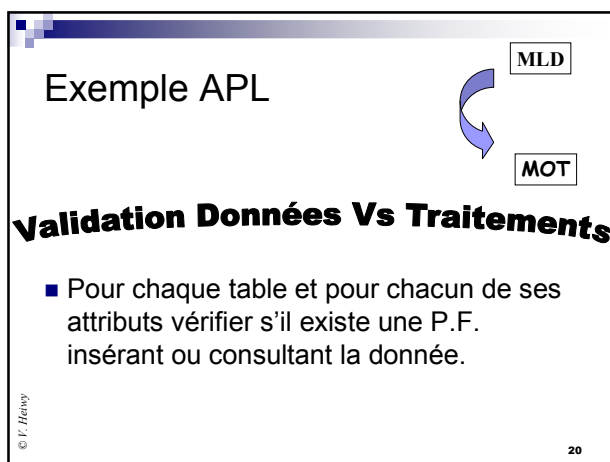 MLD
Exemple APL
MOT
Validation Données Vs Traitements
Pour chaque table et pour chacun de ses
attributs vérifier s'il existe une P.F.
insérant ou consultant la donnée.
© V. Heiwy
20